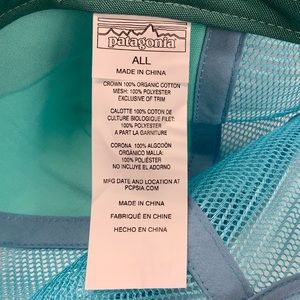 patagonia
ALL
MADE IN CHINA
CROWN 100% ORGANIC COTTON
MESH: 100% POLYESTER
EXCLUSIVE OF TRIM
CALOTTE 100% COTON DE
CULTURE BIOLOGIQUE FILET:
100% POLYESTER
A PART LA GARNITURE
CORONA: 100% ALGODÓN
ORGÁNICO MALLA:
100% POLIÉSTER
NO INCLUYE EL ADORNO
MFG DATE AND LOCATION AT
PCPSIA.COM
MADE IN CHINA
FABRIQUÉ EN CHINE
HECHO EN CHINA